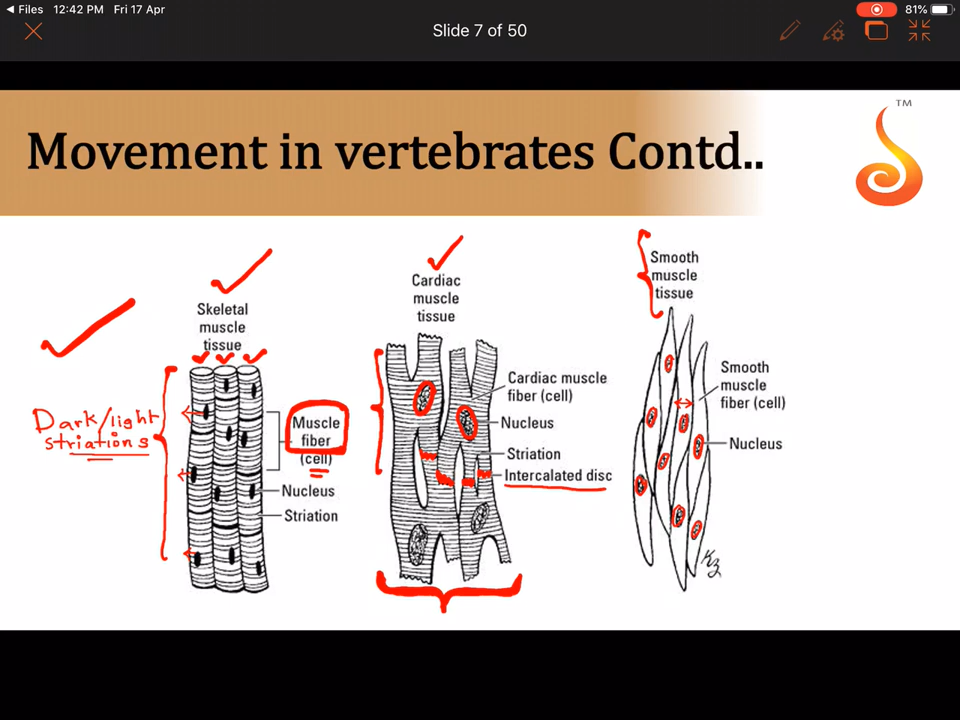 Files 12:42 PM Fri 17 Apr 81%
Slide 7 of 50
Movement in vertebrates Contd..
TM
Skeletal
muscle
tissue
Dark/light
striations
Muscle
fiber
(cell)
Nucleus
Striation
Cardiac
muscle
tissue
Cardiac muscle
fiber (cell)
Nucleus
Striation
Intercalated disc
Smooth
muscle
tissue
Smooth
muscle
fiber (cell)
Nucleus